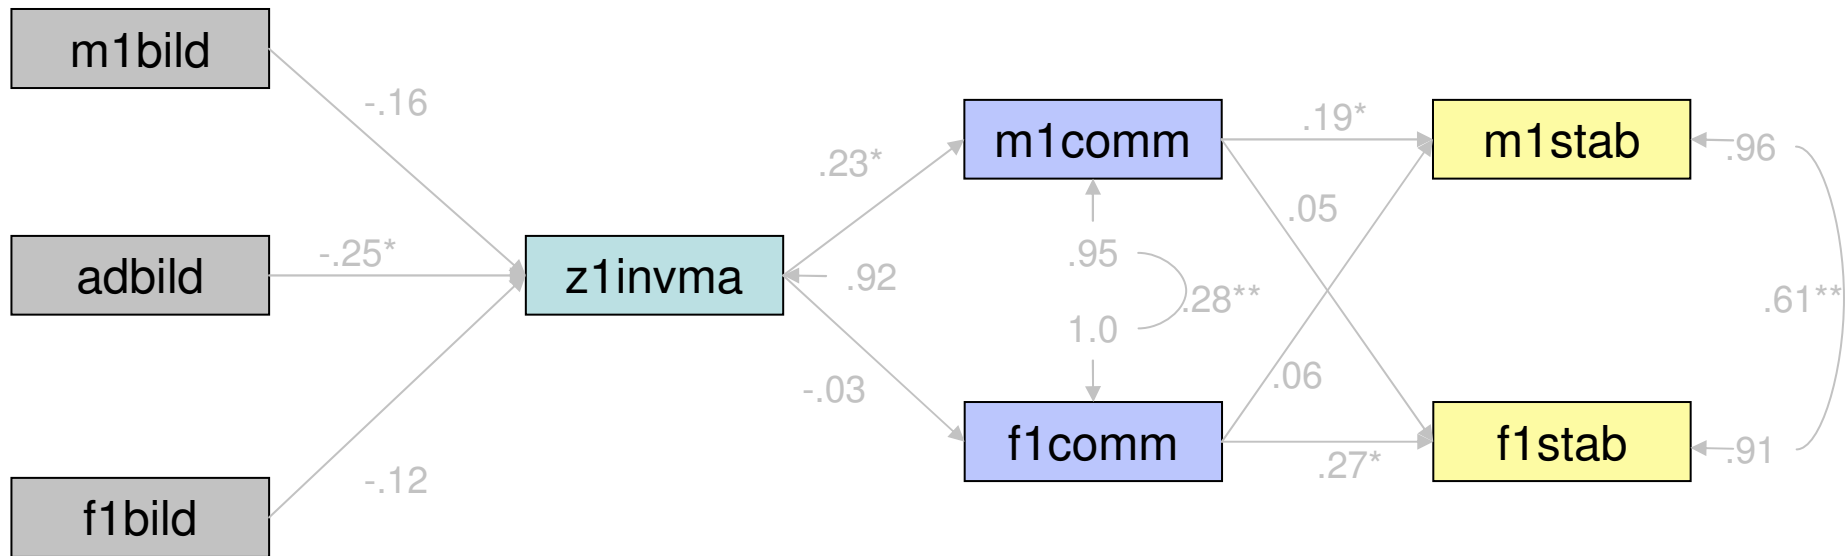 m1bild
-.16
m1comm
.19*
m1stab
.96
.23*
.05
adbild
-.25*
z1invma
.92
.95
.28**
.61**
1.0
-.03
.06
f1comm
.27*
f1stab
.91
-.12
f1bild